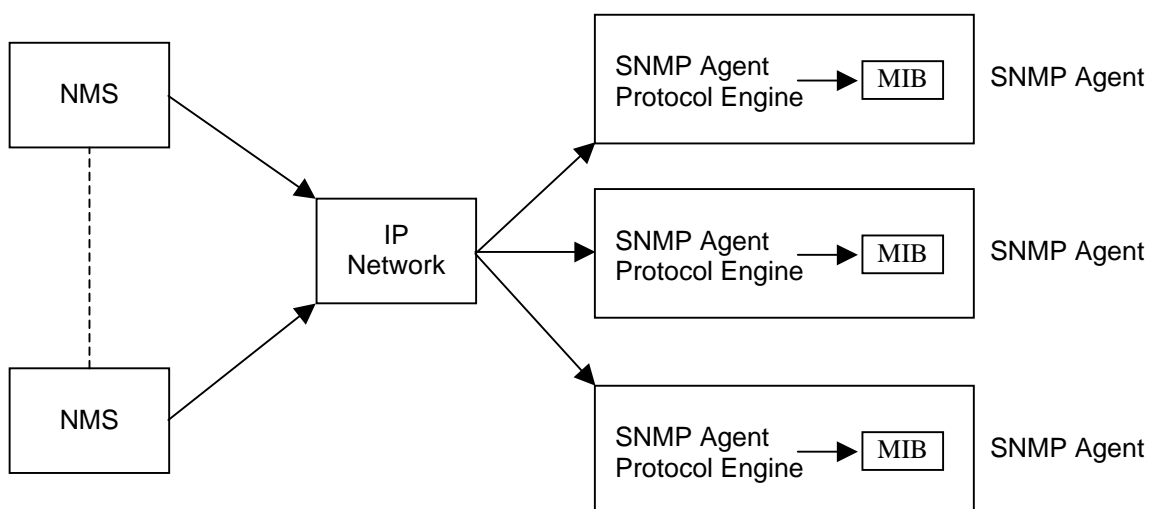 NMS
NMS
IP
Network
SNMP Agent
Protocol Engine
MIB
SNMP Agent
SNMP Agent
Protocol Engine
MIB
SNMP Agent
SNMP Agent
Protocol Engine
MIB
SNMP Agent